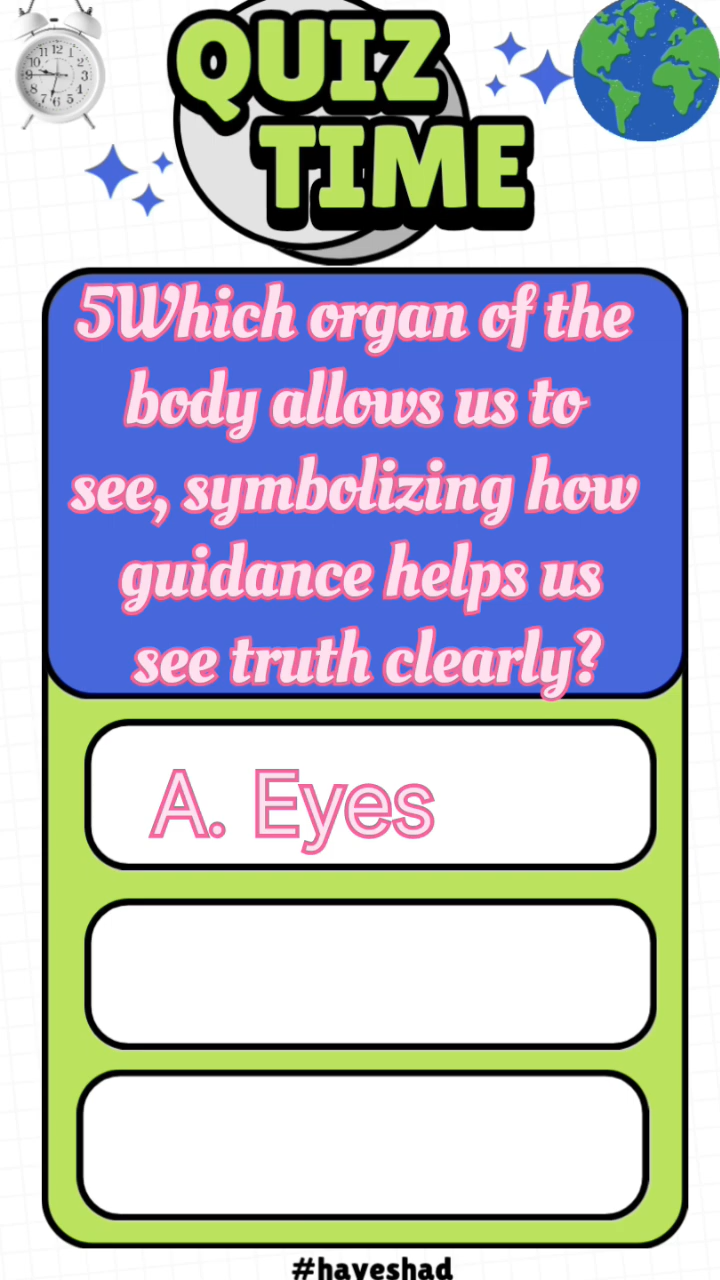 QUIZ
TIME
5Which organ of the
body allows us to
see, symbolizing how
guidance helps us
see truth clearly?
A. Eyes
#haveshad